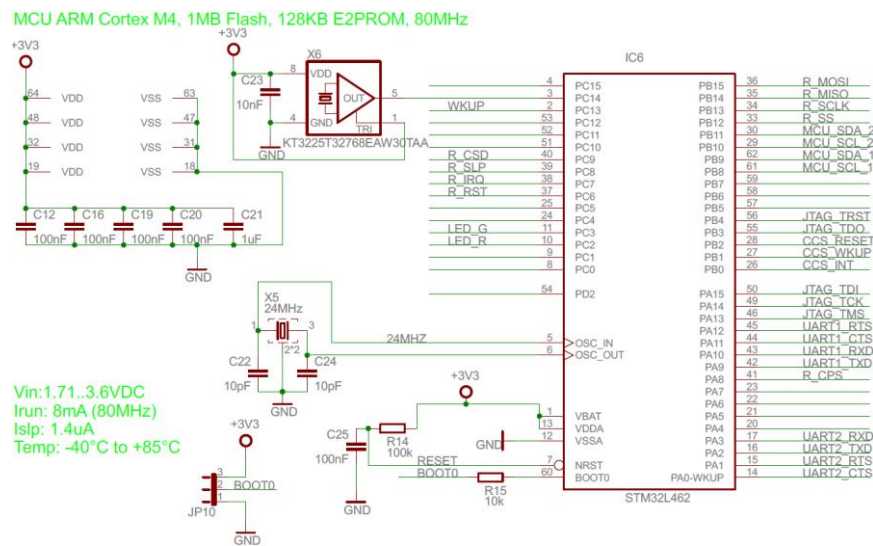 MCU ARM Cortex M4, 1MB Flash, 128KB E2PROM, 80MHz
+3V3
64 VDD VSS 63
48 VDD VSS 47
32 VDD VSS 31
19 VDD VSS 18
C12 C16 C19 C20 C21
100nF 100nF 100nF 100nF 1uF
GND
+3V3
X6
C23
10nF
8 VDD
OUT 5
4 GND
TRI 1
GND
KT3225T32768EAW30TAA
X5
24MHz
1 3
2*2
24MHZ
C22 C24
10pF 10pF
GND
Vin:1.71..3.6VDC
Irun: 8mA (80MHz)
Islp: 1.4uA
Temp: -40°C to +85°C
+3V3
3
2 BOOT0
1
JP10
GND
+3V3
C25
100nF
R14
100k
GND
RESET
BOOT0
R15
10k
GND
IC6
4 PC15
3 PC14
WKUP 2 PC13
53 PC12
52 PC11
51 PC10
R_CSD 40 PC9
R_SLP 39 PC8
R_IRQ 38 PC7
R_RST 37 PC6
25 PC5
24 PC4
LED_G 11 PC3
LED_R 10 PC2
9 PC1
8 PC0
54 PD2
5 OSC_IN
6 OSC_OUT
1 VBAT
13 VDDA
12 VSSA
7 NRST
60 BOOT0
PB15 36 R_MOSI
PB14 35 R_MISO
PB13 34 R_SCLK
PB12 33 R_SS
PB11 30 MCU_SDA_2
PB10 29 MCU_SCL_2
PB9 62 MCU_SDA_1
PB8 61 MCU_SCL_1
PB7 59
PB6 58
PB5 57
PB4 56 JTAG_TRST
PB3 55 JTAG_TDO
PB2 28 CCS_RESET
PB1 27 CCS_WKUP
PB0 26 CCS_INT
PA15 50 JTAG_TDI
PA14 49 JTAG_TCK
PA13 46 JTAG_TMS
PA12 45 UART1_RTS
PA11 44 UART1_CTS
PA10 43 UART1_RXD
PA9 42 UART1_TXD
PA8 41 R_CPS
PA7 23
PA6 22
PA5 21
PA4 20
PA3 17 UART2_RXD
PA2 16 UART2_TXD
PA1 15 UART2_RTS
PA0-WKUP 14 UART2_CTS
STM32L462